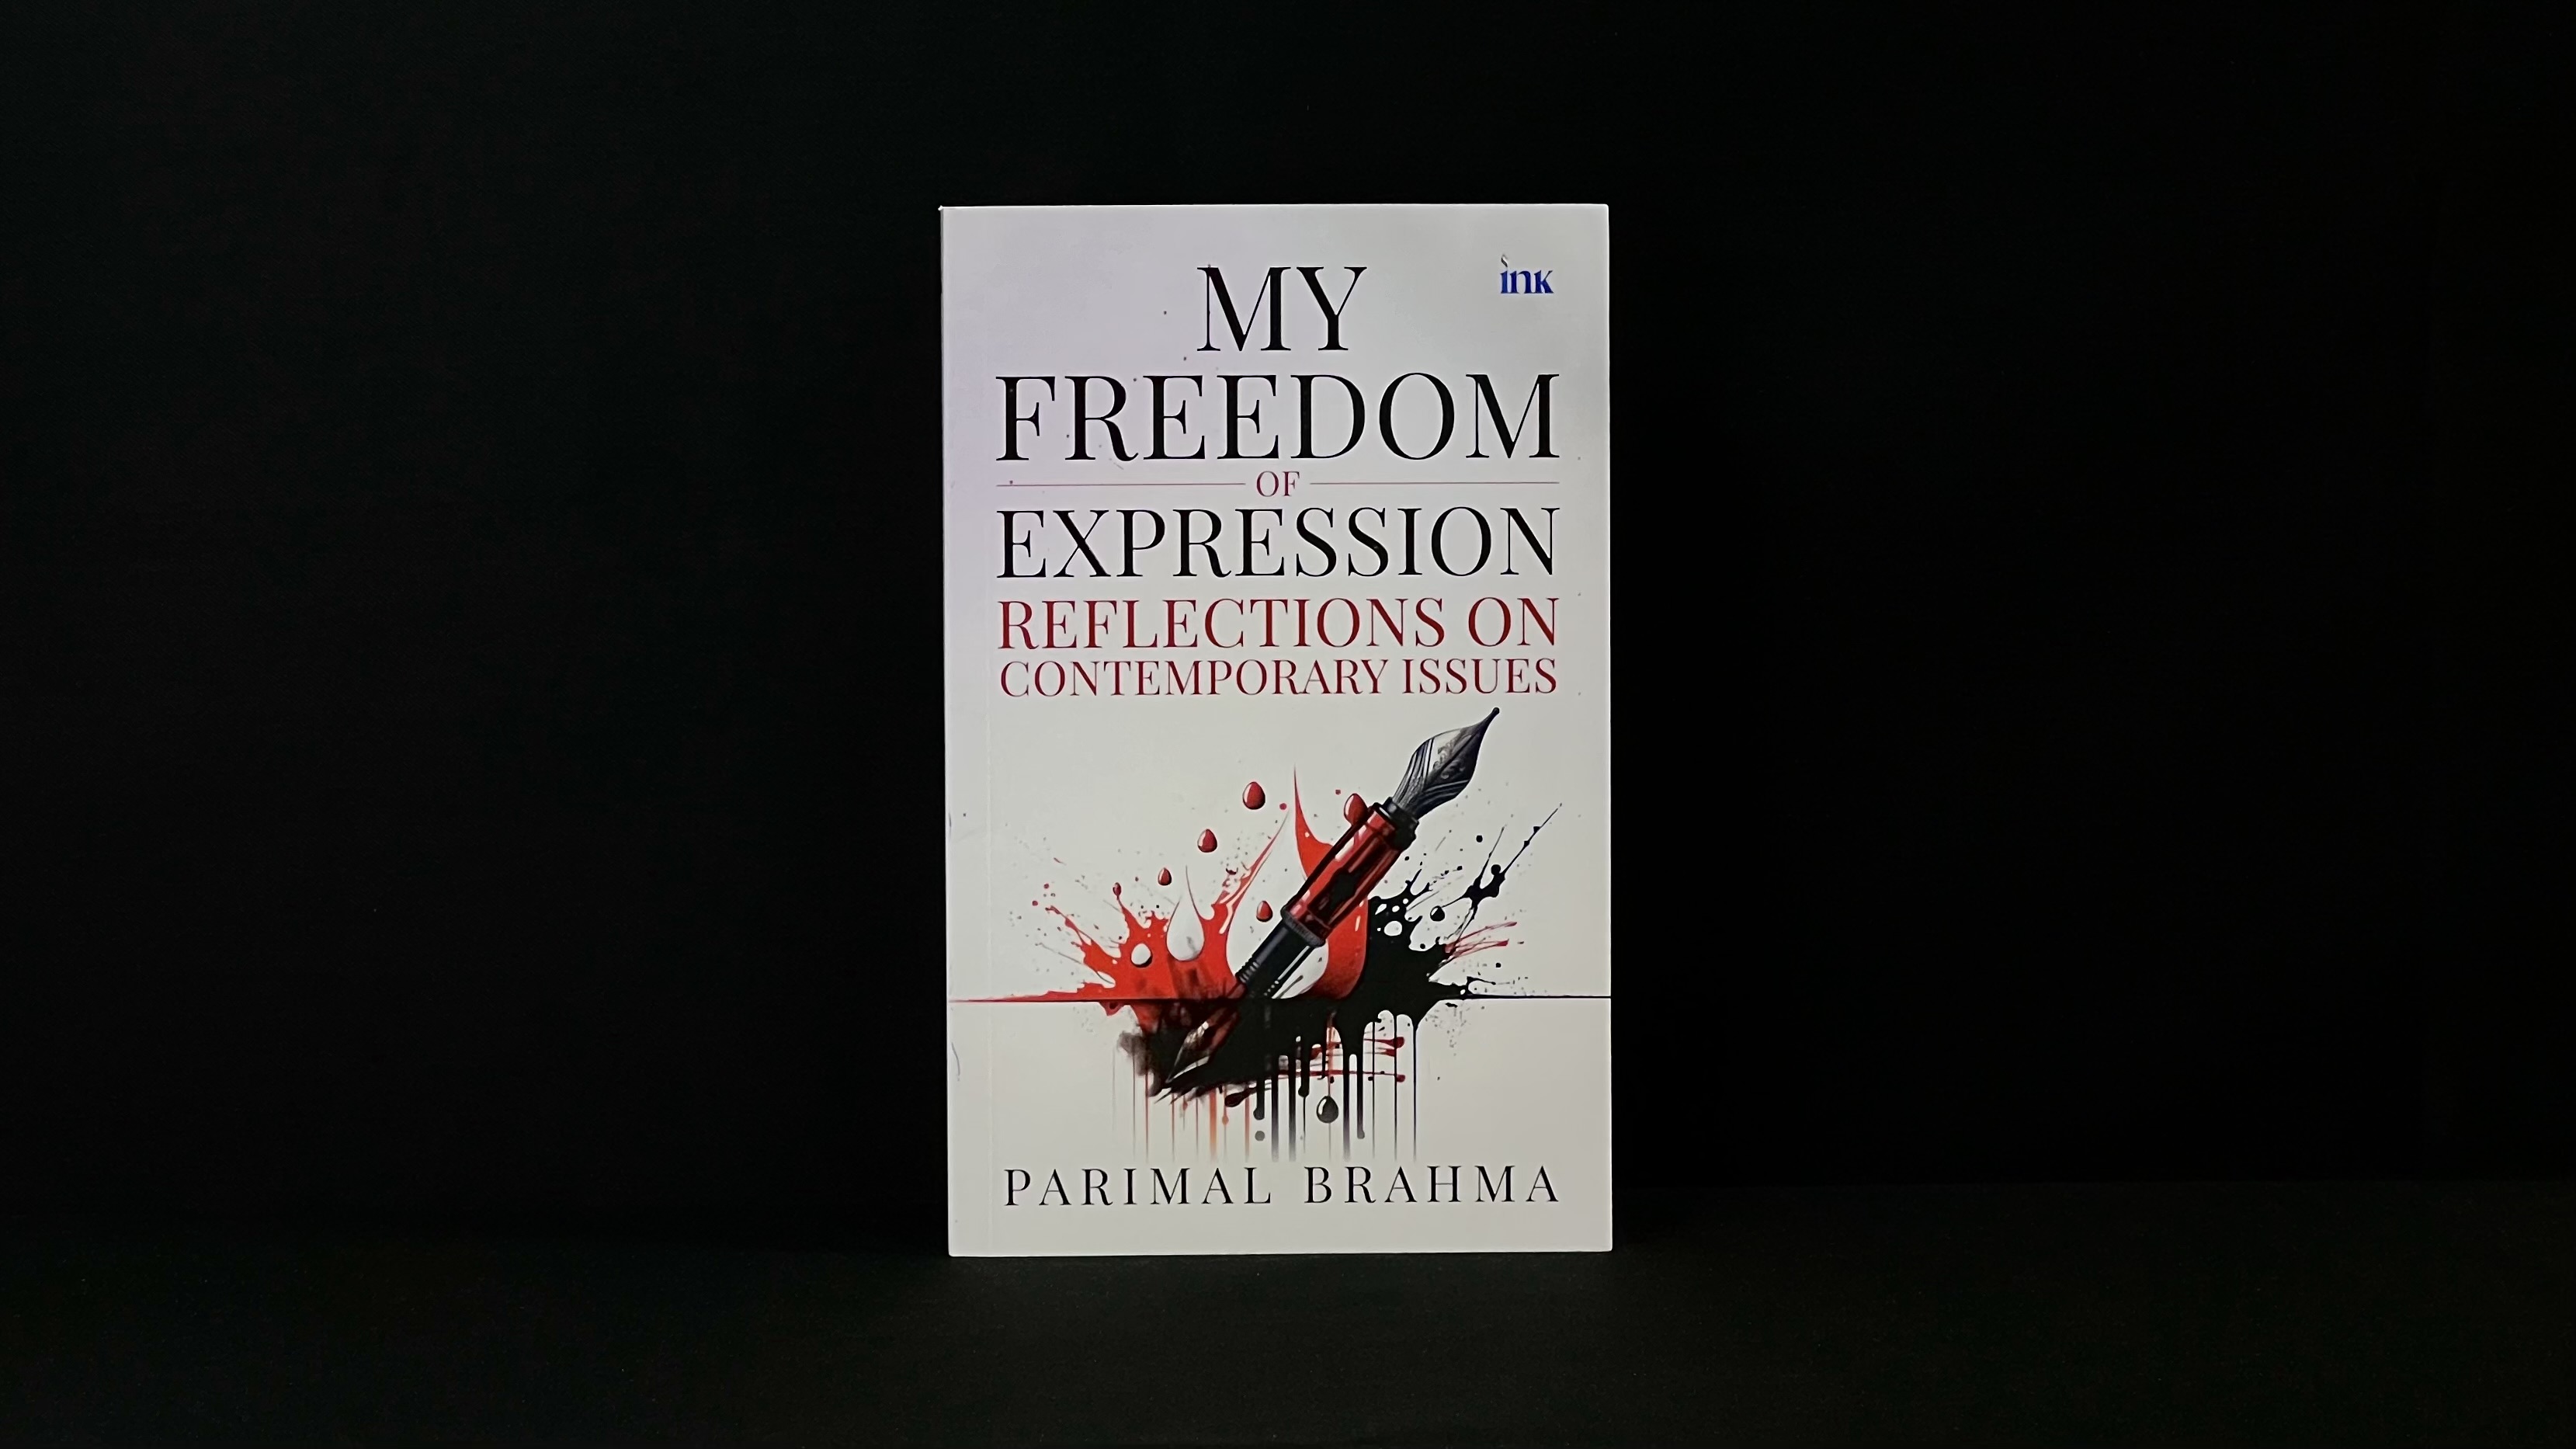 ink
MY
FREEDOM
OF
EXPRESSION
REFLECTIONS ON
CONTEMPORARY ISSUES
PARIMAL BRAHMA